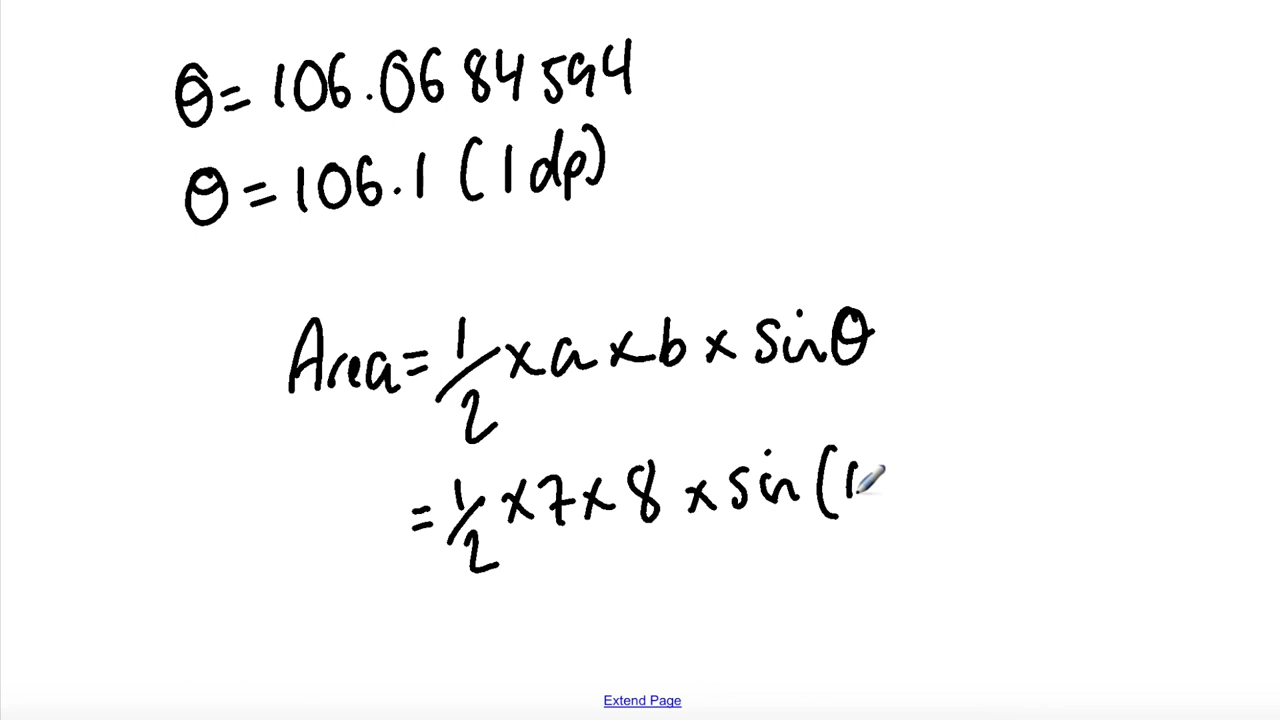 θ = 106.0684594
θ = 106.1 (1dp)
Area = 1/2 × a × b × sinθ
= 1/2 × 7 × 8 × sin(1
Extend Page